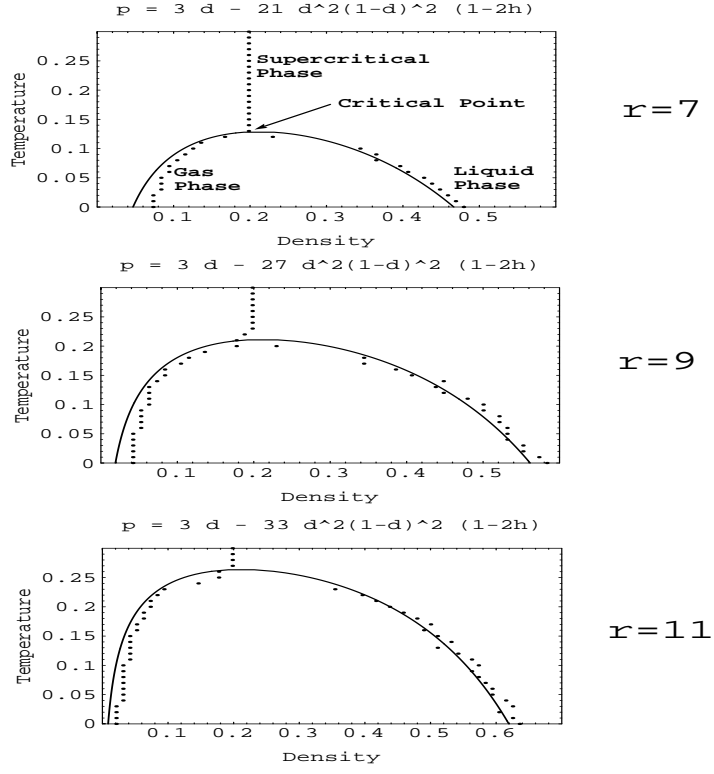 p = 3 d - 21 d^2(1-d)^2 (1-2h)
0.25
0.2
0.15
0.1
0.05
0
Temperature
Supercritical
Phase
Critical Point
Gas
Phase
Liquid
Phase
0.1 0.2 0.3 0.4 0.5
Density
r=7
p = 3 d - 27 d^2(1-d)^2 (1-2h)
0.25
0.2
0.15
0.1
0.05
0
Temperature
0.1 0.2 0.3 0.4 0.5
Density
r=9
p = 3 d - 33 d^2(1-d)^2 (1-2h)
0.25
0.2
0.15
0.1
0.05
0
Temperature
0.1 0.2 0.3 0.4 0.5 0.6
Density
r=11